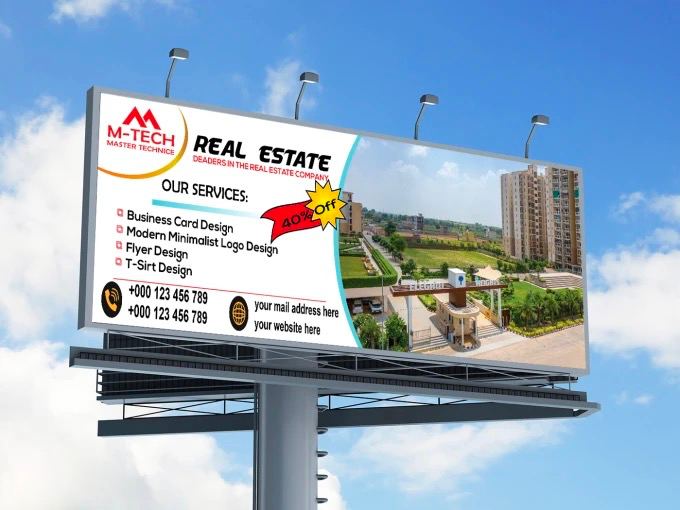 M-TECH
MASTER TECHNICE
REAL ESTATE
DEADERS IN THE REAL ESTATE COMPANY
40% Off
OUR SERVICES:
Business Card Design
Modern Minimalist Logo Design
Flyer Design
T-Sirt Design
+000 123 456 789
+000 123 456 789
your mail address here
your website here